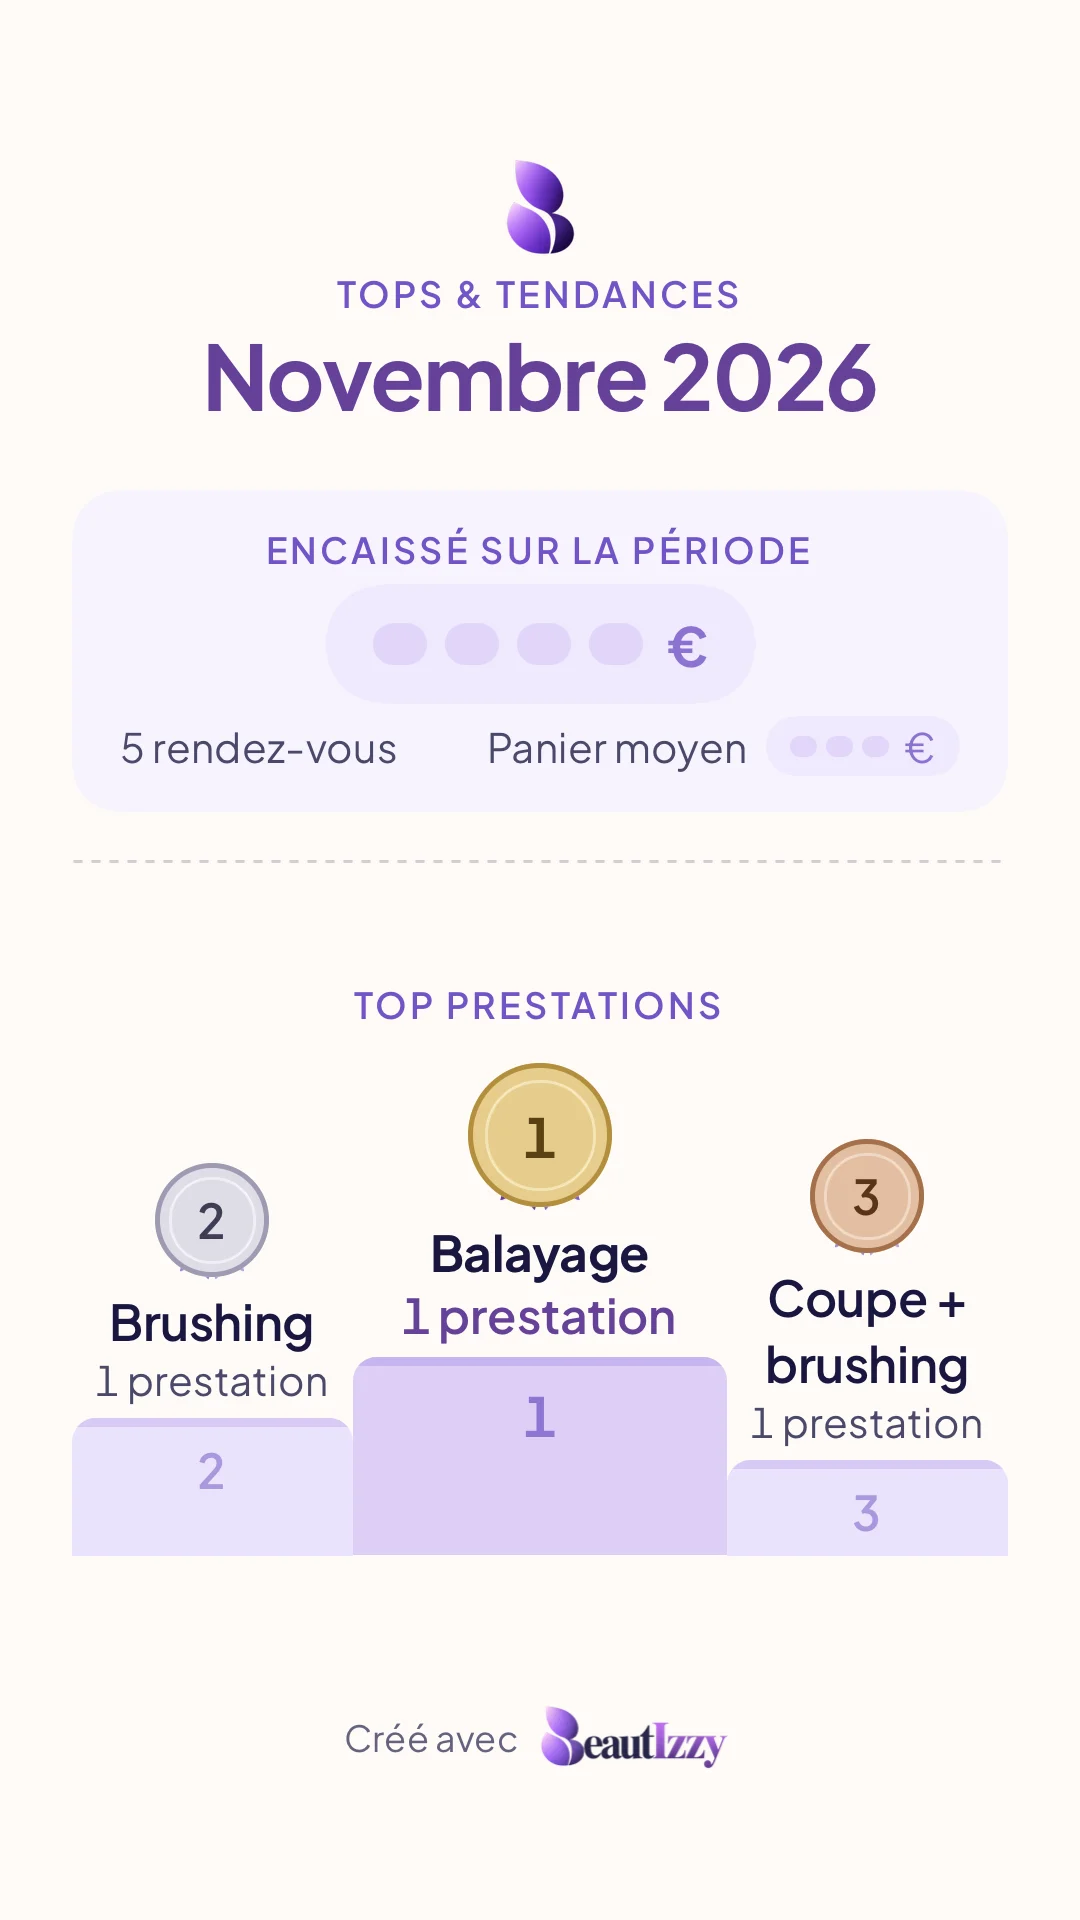 TOPS & TENDANCES
Novembre 2026
ENCAISSÉ SUR LA PÉRIODE
€
5 rendez-vous
Panier moyen €
TOP PRESTATIONS
1
Balayage
1 prestation
1
2
Brushing
1 prestation
2
3
Coupe +
brushing
1 prestation
3
Créé avec BeautIzzy